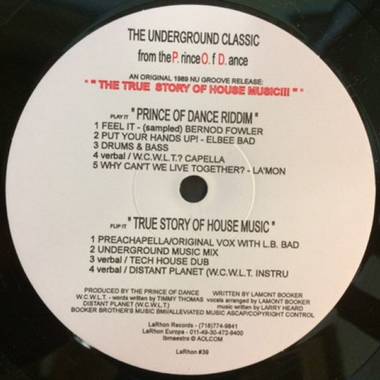 THE UNDERGROUND CLASSIC
from the P. rince O. f D. ance
AN ORIGINAL 1989 NU GROOVE RELEASE:
" " THE TRUE STORY OF HOUSE MUSIC!!! " "
PLAY IT " PRINCE OF DANCE RIDDIM "
1 FEEL IT - (sampled) BERNOD FOWLER
2 PUT YOUR HANDS UP! - ELBEE BAD
3 DRUMS & BASS
4 verbal / W.C.W.L.T.? CAPELLA
5 WHY CAN'T WE LIVE TOGETHER? - LA'MON
FLIP IT " TRUE STORY OF HOUSE MUSIC "
1 PREACHAPELLA/ORIGINAL VOX WITH L.B. BAD
2 UNDERGROUND MUSIC MIX
3 verbal / TECH HOUSE DUB
4 verbal / DISTANT PLANET (W.C.W.L.T. INSTRU
PRODUCED BY THE PRINCE OF DANCE WRITTEN BY LAMONT BOOKER
W.C.W.L.T. - words written by TIMMY THOMAS vocals arranged by LAMONT BOOKER
DISTANT PLANET (W.C.W.L.T.) music written by LARRY HEARD
BOOKER BROTHER'S MUSIC BMI/ALLEVIATED MUSIC ASCAP/COPYRIGHT CONTROL
LaRhon Records - (718)774-9841
LaRhon Europe - 011-49-30-472-9400
lbmaestro @ AOLCOM
LaRhon #39